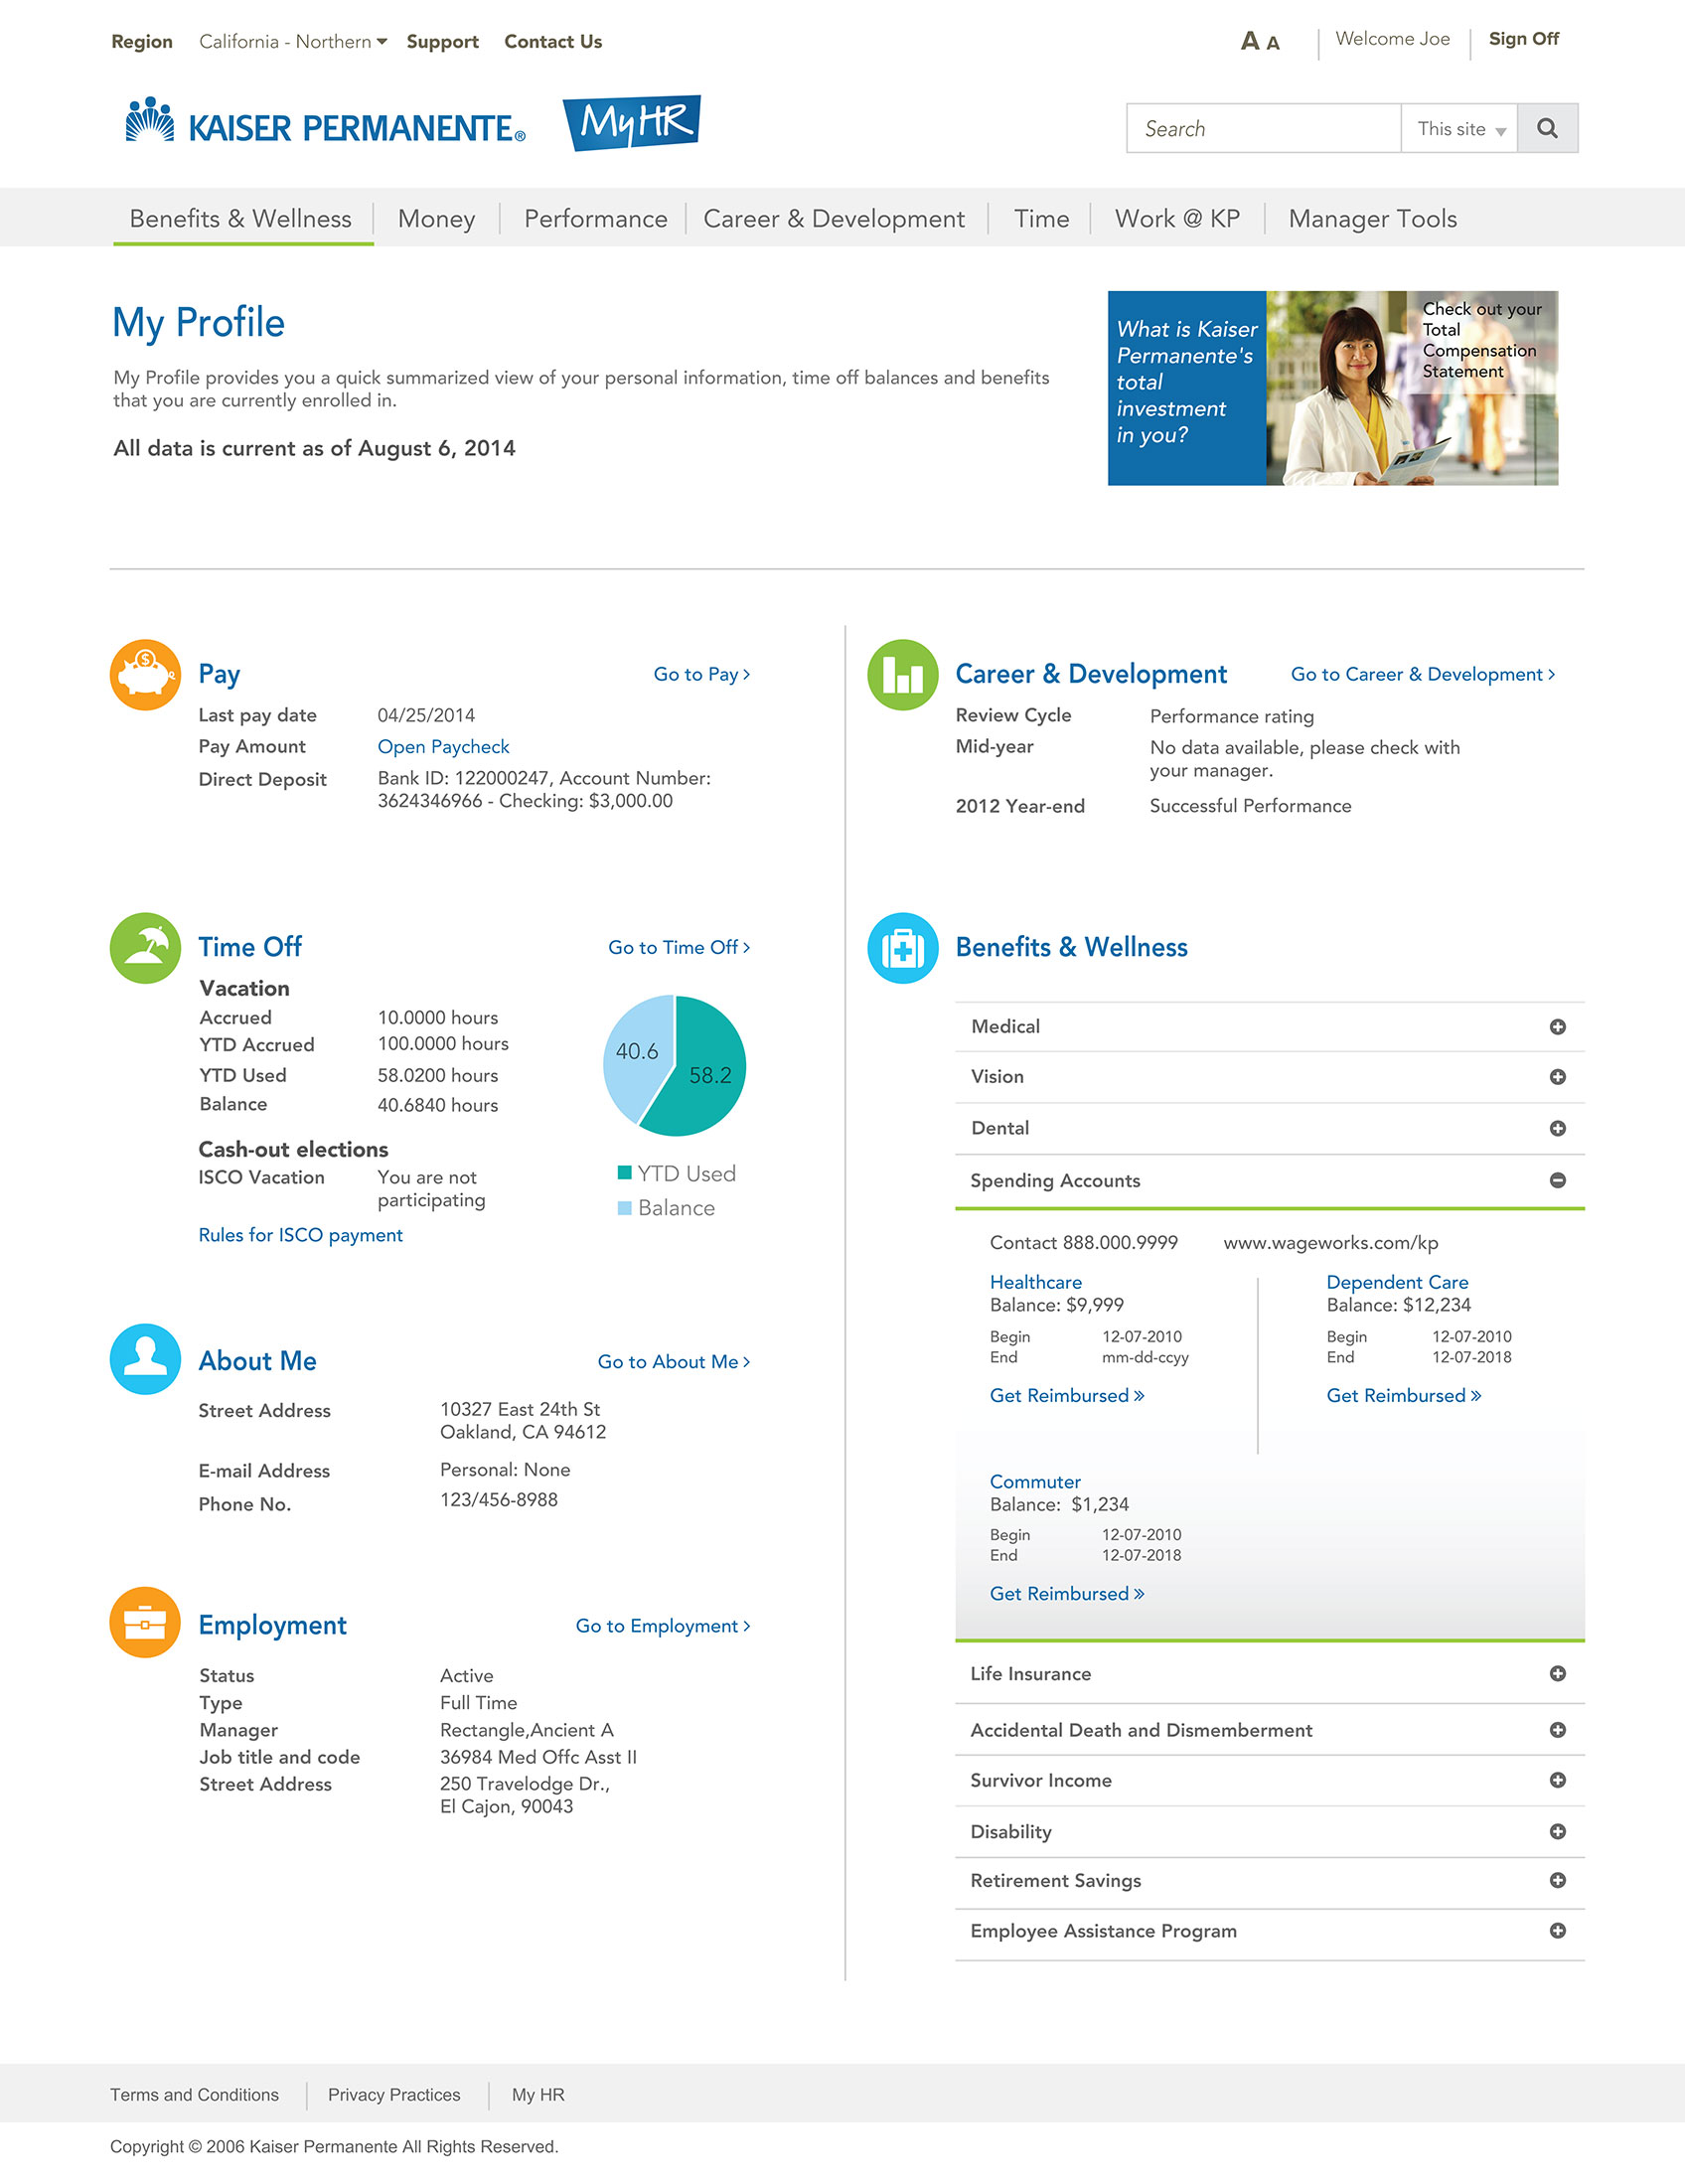 Region California - Northern Support Contact Us
A A Welcome Joe Sign Off
KAISER PERMANENTE® MyHR
Search This site
Benefits & Wellness Money Performance Career & Development Time Work @ KP Manager Tools
My Profile
My Profile provides you a quick summarized view of your personal information, time off balances and benefits
that you are currently enrolled in.
All data is current as of August 6, 2014
What is Kaiser
Permanente's
total
investment
in you?
Check out your
Total
Compensation
Statement
Pay Go to Pay >
Last pay date 04/25/2014
Pay Amount Open Paycheck
Direct Deposit Bank ID: 122000247, Account Number:
3624346966 - Checking: $3,000.00
Time Off Go to Time Off >
Vacation
Accrued 10.0000 hours
YTD Accrued 100.0000 hours
YTD Used 58.0200 hours
Balance 40.6840 hours
40.6
58.2
YTD Used
Balance
Cash-out elections
ISCO Vacation You are not
participating
Rules for ISCO payment
About Me Go to About Me >
Street Address 10327 East 24th St
Oakland, CA 94612
E-mail Address Personal: None
Phone No. 123/456-8988
Employment Go to Employment >
Status Active
Type Full Time
Manager Rectangle,Ancient A
Job title and code 36984 Med Offc Asst II
Street Address 250 Travelodge Dr.,
El Cajon, 90043
Career & Development Go to Career & Development >
Review Cycle Performance rating
Mid-year No data available, please check with
your manager.
2012 Year-end Successful Performance
Benefits & Wellness
Medical
Vision
Dental
Spending Accounts
Contact 888.000.9999 www.wageworks.com/kp
Healthcare
Balance: $9,999
Begin 12-07-2010
End mm-dd-ccyy
Get Reimbursed »
Dependent Care
Balance: $12,234
Begin 12-07-2010
End 12-07-2018
Get Reimbursed »
Commuter
Balance: $1,234
Begin 12-07-2010
End 12-07-2018
Get Reimbursed »
Life Insurance
Accidental Death and Dismemberment
Survivor Income
Disability
Retirement Savings
Employee Assistance Program
Terms and Conditions Privacy Practices My HR
Copyright © 2006 Kaiser Permanente All Rights Reserved.